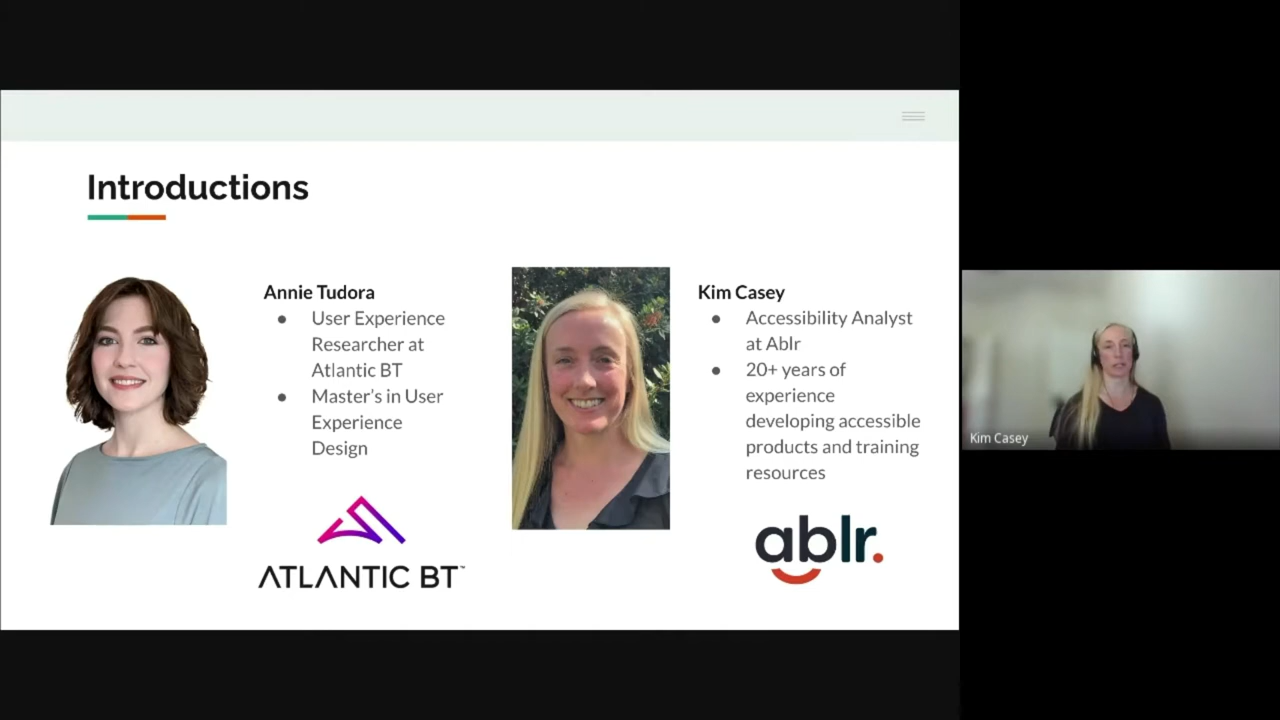 Introductions
Annie Tudora
● User Experience
Researcher at
Atlantic BT
● Master's in User
Experience
Design
ATLANTIC BT™
Kim Casey
● Accessibility Analyst
at Ablr
● 20+ years of
experience
developing accessible
products and training
resources
ablr.
Kim Casey